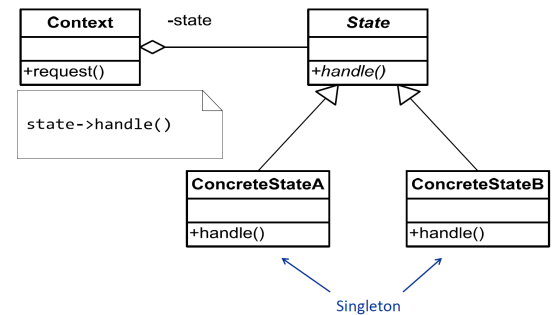 Context
-state
State
+request()
+handle()
state->handle()
ConcreteStateA
ConcreteStateB
+handle()
+handle()
Singleton